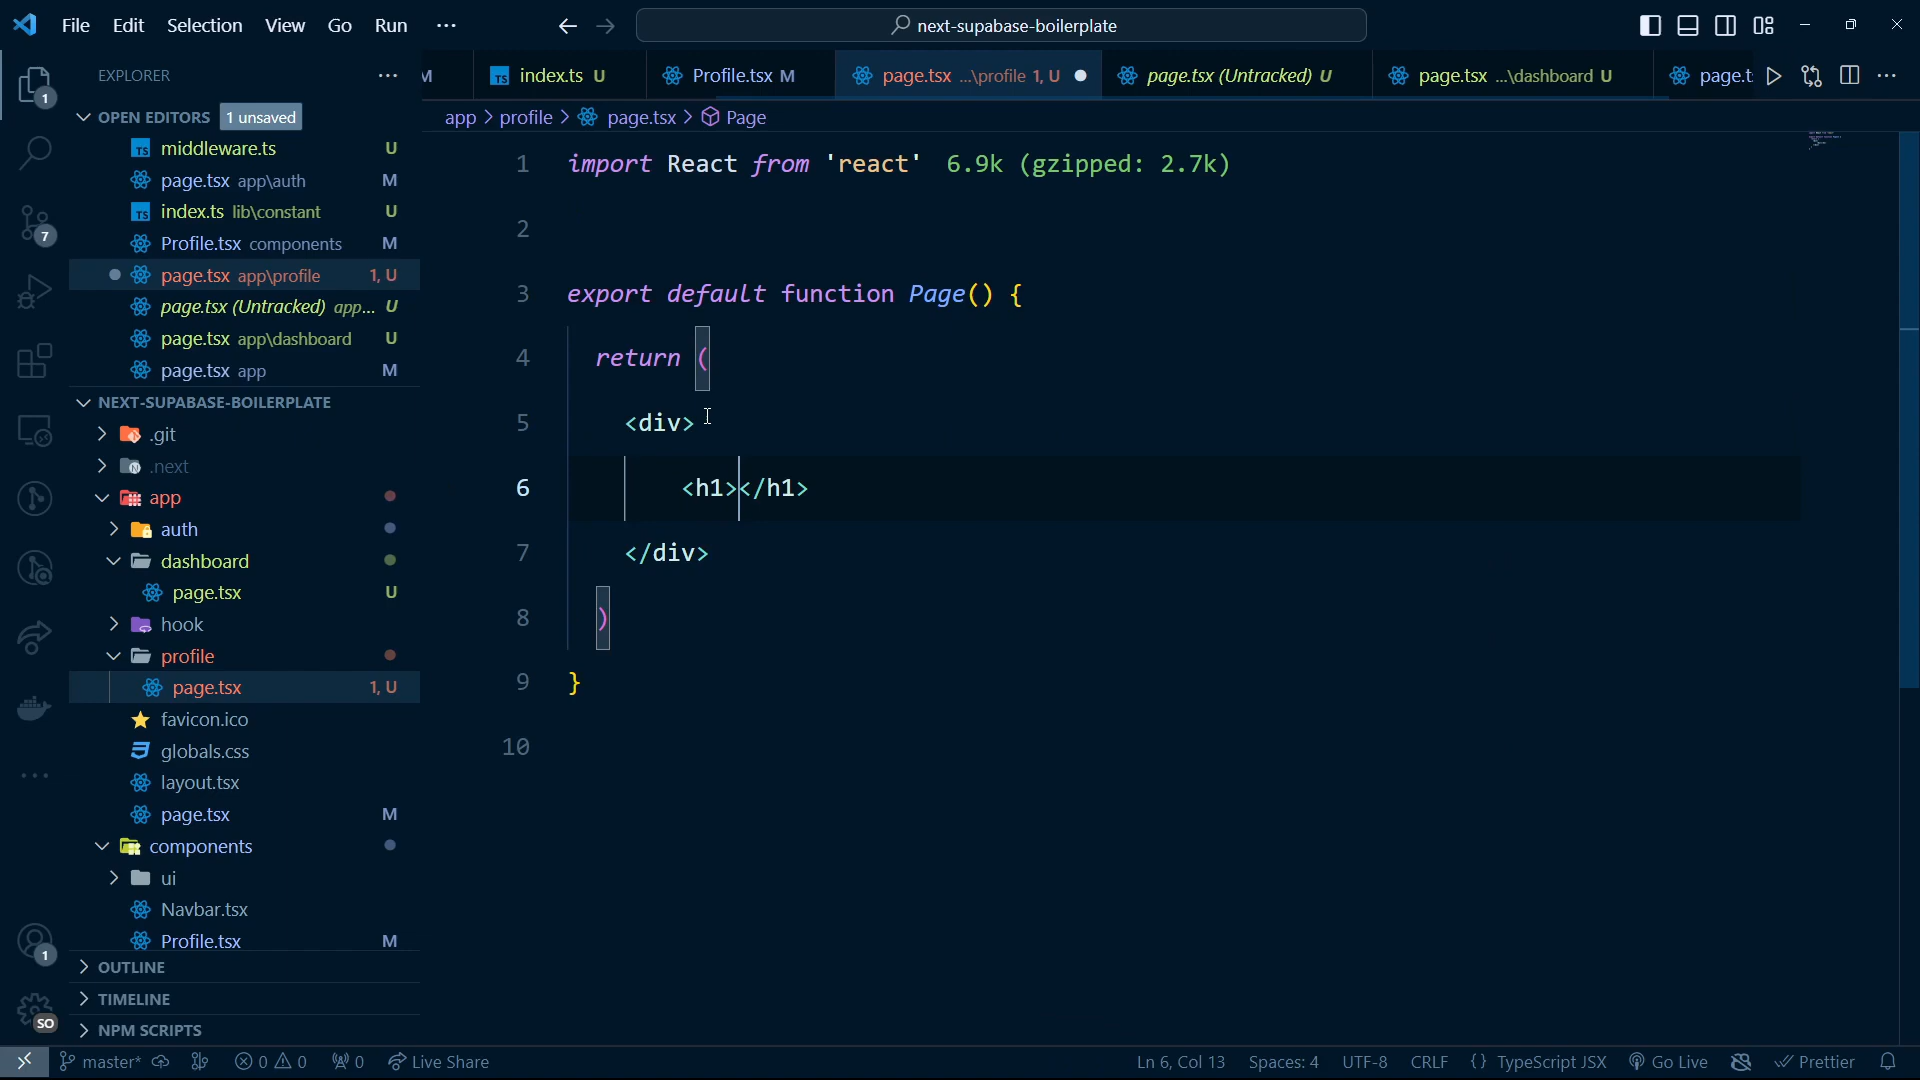 File Edit Selection View Go Run ···
next-supabase-boilerplate
EXPLORER ···
M
index.ts U
Profile.tsx M
page.tsx ...\profile 1, U
page.tsx (Untracked) U
page.tsx ...\dashboard U
page.t
OPEN EDITORS 1 unsaved
app > profile > page.tsx > Page
middleware.ts U
page.tsx app\auth M
index.ts lib\constant U
Profile.tsx components M
page.tsx app\profile 1, U
page.tsx (Untracked) app... U
page.tsx app\dashboard U
page.tsx app M
NEXT-SUPABASE-BOILERPLATE
.git
.next
app
auth
dashboard
page.tsx U
hook
profile
page.tsx 1, U
favicon.ico
globals.css
layout.tsx
page.tsx M
components
ui
Navbar.tsx
Profile.tsx M
OUTLINE
TIMELINE
NPM SCRIPTS
1
7
1
SO
1 import React from 'react' 6.9k (gzipped: 2.7k)
2
3 export default function Page() {
4 return (
5 <div>
6 <h1></h1>
7 </div>
8 )
9 }
10
master* 0 0 0 Live Share
Ln 6, Col 13 Spaces: 4 UTF-8 CRLF {} TypeScript JSX Go Live Prettier